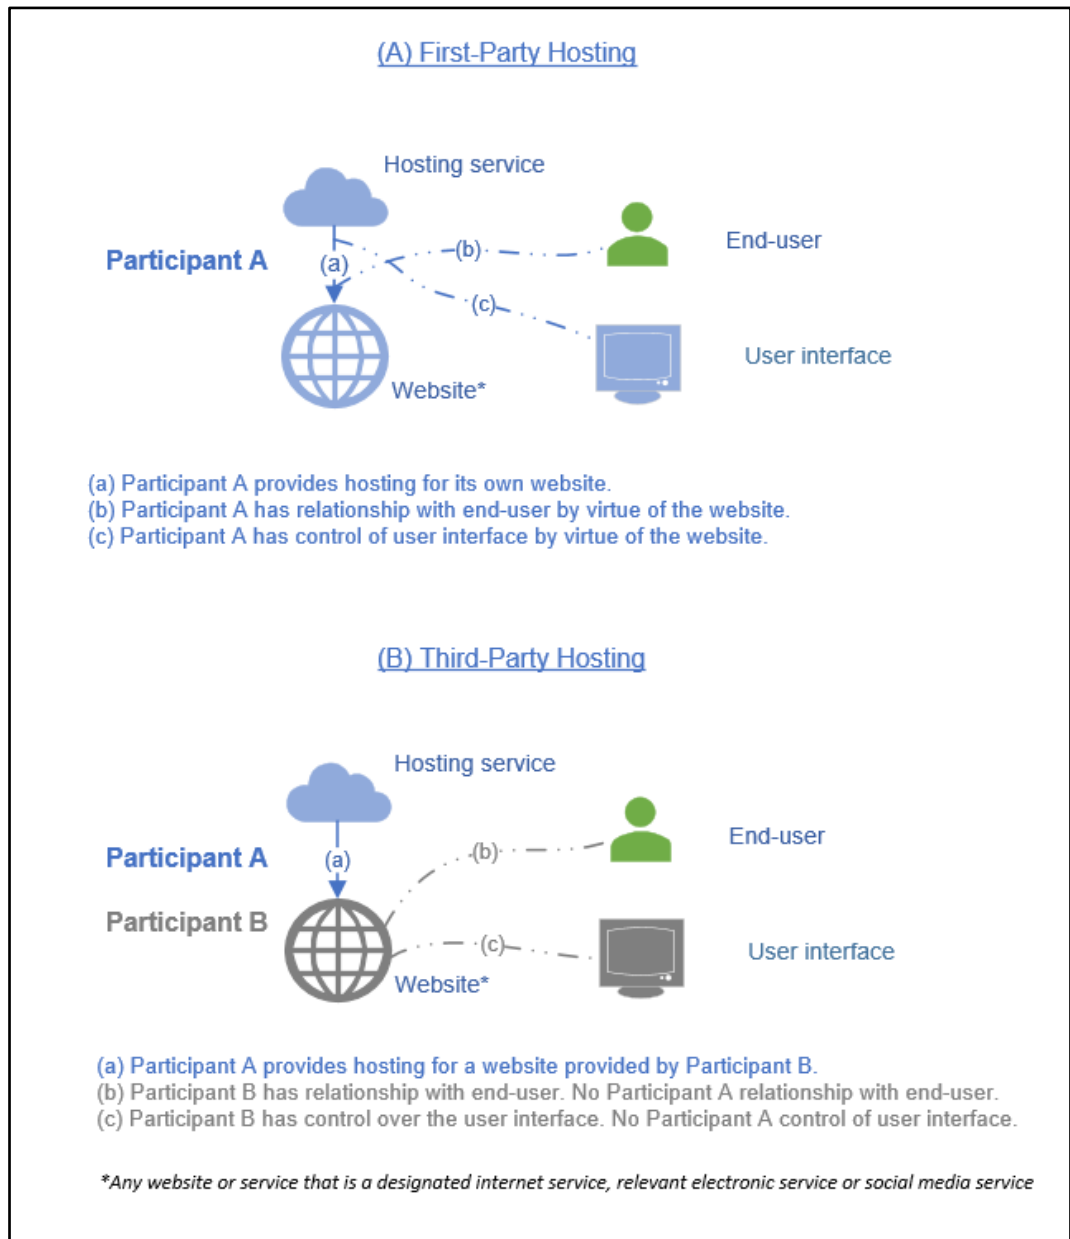 (A) First-Party Hosting
Hosting service
(b)
End-user
Participant A
(a)
(c)
User interface
Website*
(a) Participant A provides hosting for its own website.
(b) Participant A has relationship with end-user by virtue of the website.
(c) Participant A has control of user interface by virtue of the website.
(B) Third-Party Hosting
Hosting service
End-user
(b)
Participant A
(a)
Participant B
(c)
User interface
Website*
(a) Participant A provides hosting for a website provided by Participant B.
(b) Participant B has relationship with end-user. No Participant A relationship with end-user.
(c) Participant B has control over the user interface. No Participant A control of user interface.
*Any website or service that is a designated internet service, relevant electronic service or social media service